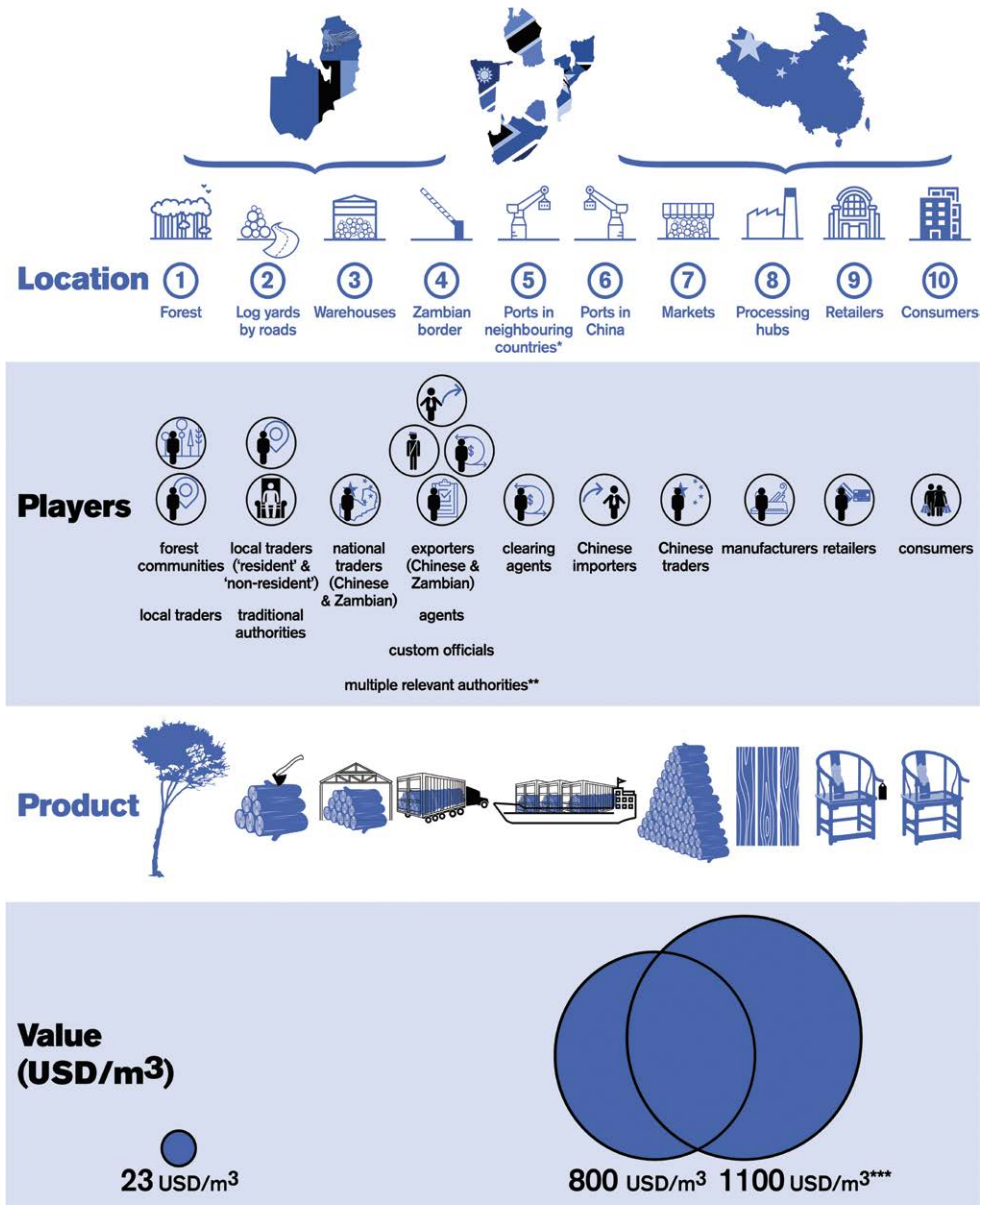 Location
1
2
3
4
5
6
7
8
9
10
Forest
Log yards
by roads
Warehouses
Zambian
border
Ports in
neighbouring
countries*
Ports in
China
Markets
Processing
hubs
Retailers
Consumers
Players
$
$
forest
communities
local traders
local traders
('resident' &
'non-resident')
traditional
authorities
national
traders
(Chinese
& Zambian)
exporters
(Chinese &
Zambian)
agents
custom officials
multiple relevant authorities**
clearing
agents
Chinese
importers
Chinese
traders
manufacturers
retailers
consumers
Product
Value
(USD/m³)
23 USD/m³
800 USD/m³
1100 USD/m³***